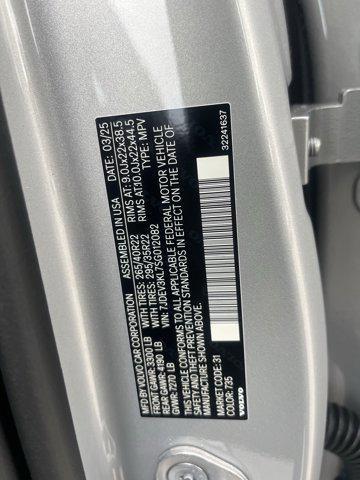 MFD BY VOLVO CAR CORPORATION ASSEMBLED IN USA DATE: 03/25
FRONT GAWR: 3300 LB WITH TIRES: 265/40R22 RIMS AT: 9.0Jx22x38.5
REAR GAWR: 4190 LB WITH TIRES: 295/35R22 RIMS AT:10.0Jx22x44.5
GVWR: 7270 LB VIN: 7JDEV3KL7SG012082 TYPE: MPV
THIS VEHICLE CONFORMS TO ALL APPLICABLE FEDERAL MOTOR VEHICLE
SAFETY AND THEFT PREVENTION STANDARDS IN EFFECT ON THE DATE OF
MANUFACTURE SHOWN ABOVE.
MARKET CODE: 31
COLOR: 735
VOLVO
32241637